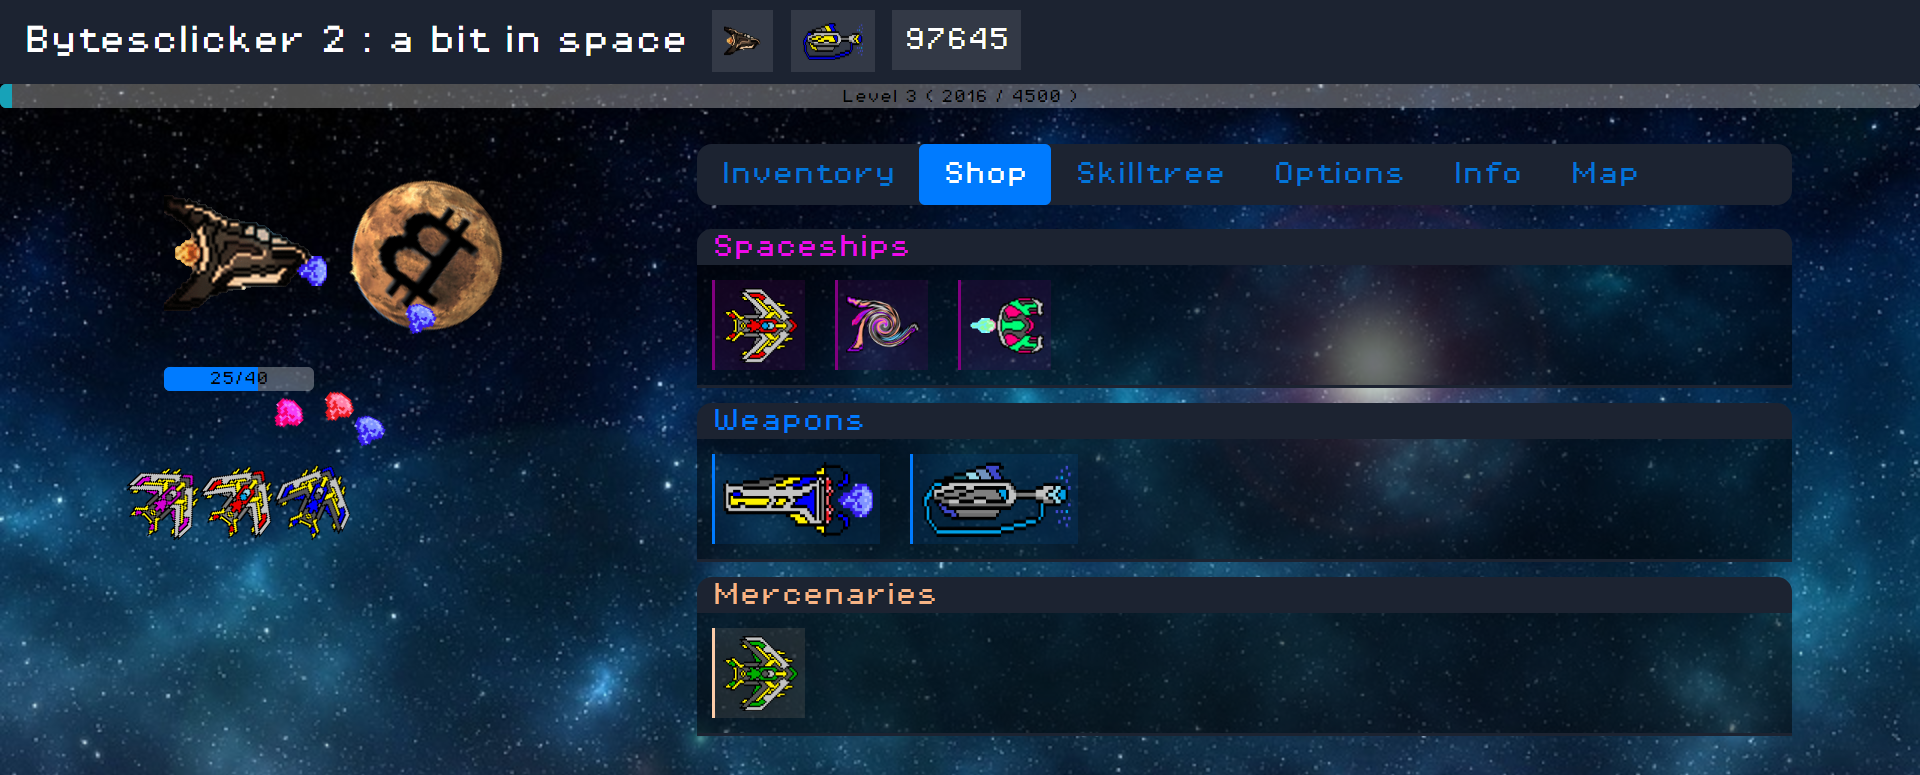 Bytesclicker 2 : a bit in space
97645
Level 3 ( 2016 / 4500 )
Inventory Shop Skilltree Options Info Map
Spaceships
25/40
Weapons
Mercenaries